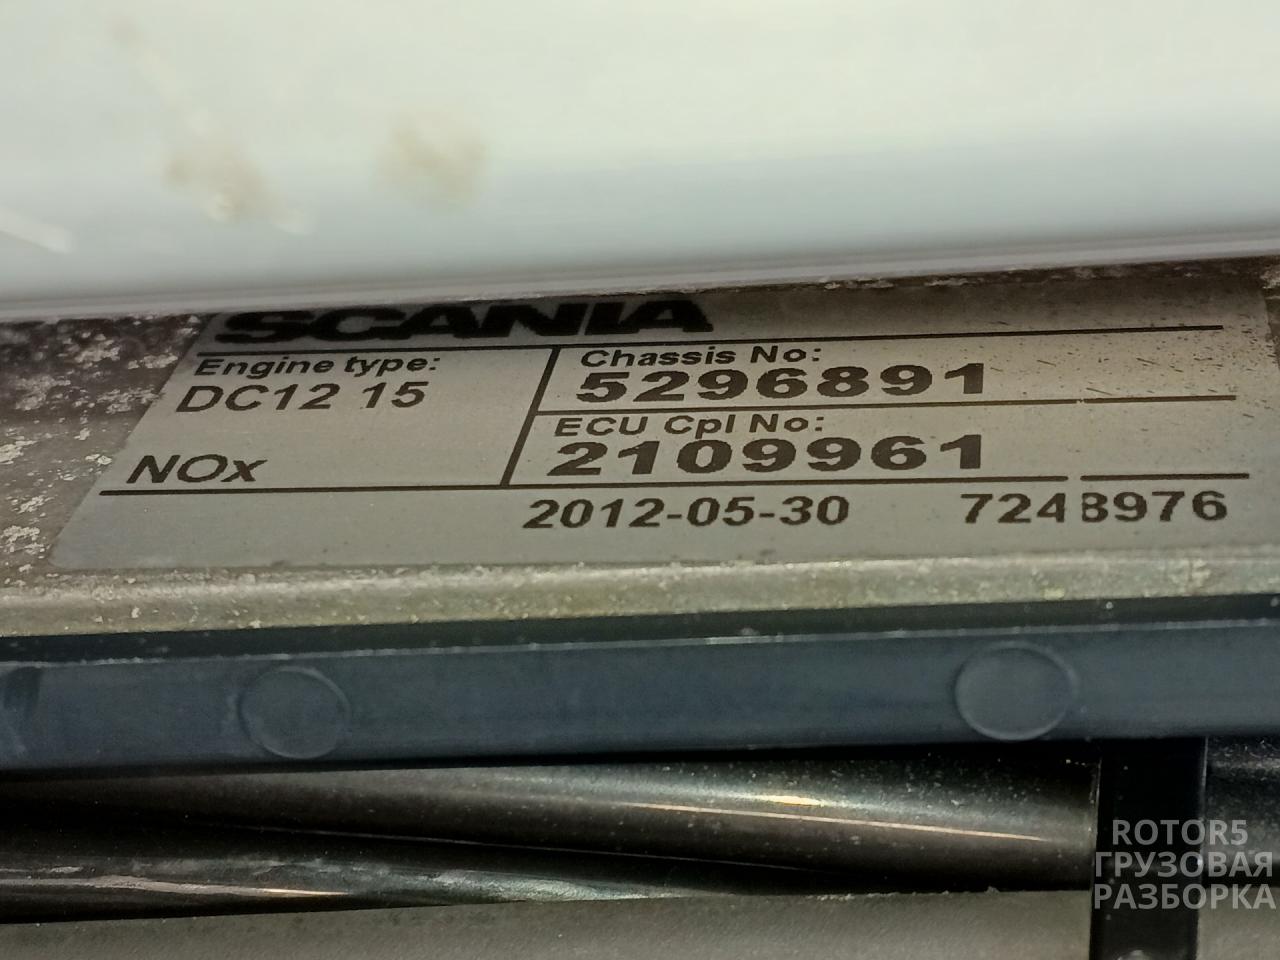 SCANIA
Engine type:
DC12 15
NOx
Chassis No:
5296891
ECU Cpl No:
2109961
2012-05-30 7248976
ROTOR5
ГРУЗОВАЯ
РАЗБОРКА